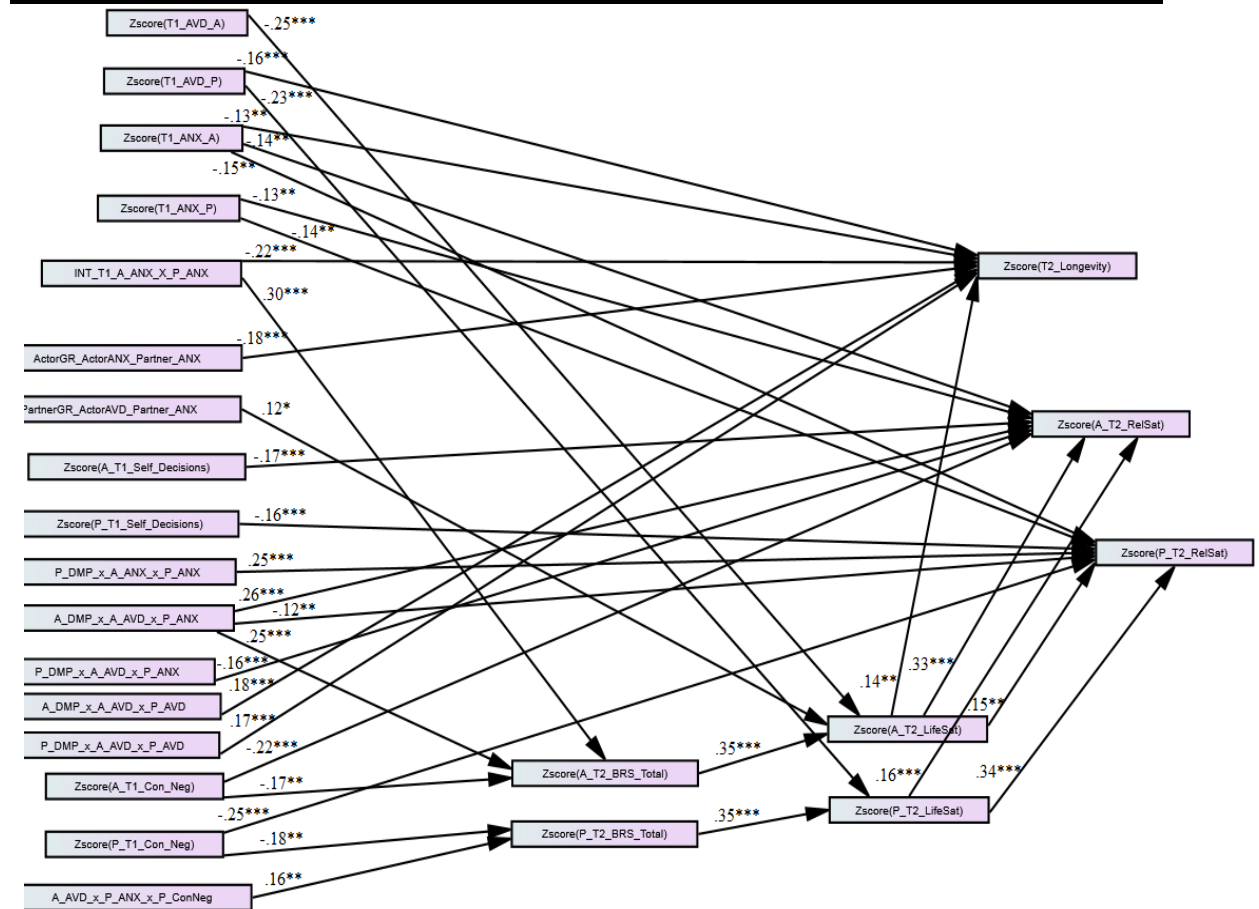 Zscore(T1_AVD_A)
-.25***
-.16***
Zscore(T1_AVD_P)
-.23***
-.13**
Zscore(T1_ANX_A)
-.14**
-.15**
Zscore(T1_ANX_P)
-.13**
-.14**
-.22***
INT_T1_A_ANX_X_P_ANX
Zscore(T2_Longevity)
.30***
-.18***
ActorGR_ActorANX_Partner_ANX
.12*
PartnerGR_ActorAVD_Partner_ANX
Zscore(A_T2_RelSat)
-.17***
Zscore(A_T1_Self_Decisions)
-.16***
Zscore(P_T1_Self_Decisions)
Zscore(P_T2_RelSat)
.25***
P_DMP_x_A_ANX_x_P_ANX
.26***
-.12**
A_DMP_x_A_AVD_x_P_ANX
.25***
-.16***
P_DMP_x_A_AVD_x_P_ANX
.33***
.14**
.18***
A_DMP_x_A_AVD_x_P_AVD
.15**
.17***
Zscore(A_T2_LifeSat)
P_DMP_x_A_AVD_x_P_AVD
-.22***
.35***
Zscore(A_T2_BRS_Total)
.16***
.34***
Zscore(A_T1_Con_Neg)
-.17**
-.25***
.35***
Zscore(P_T2_LifeSat)
Zscore(P_T2_BRS_Total)
-.18**
Zscore(P_T1_Con_Neg)
.16**
A_AVD_x_P_ANX_x_P_ConNeg